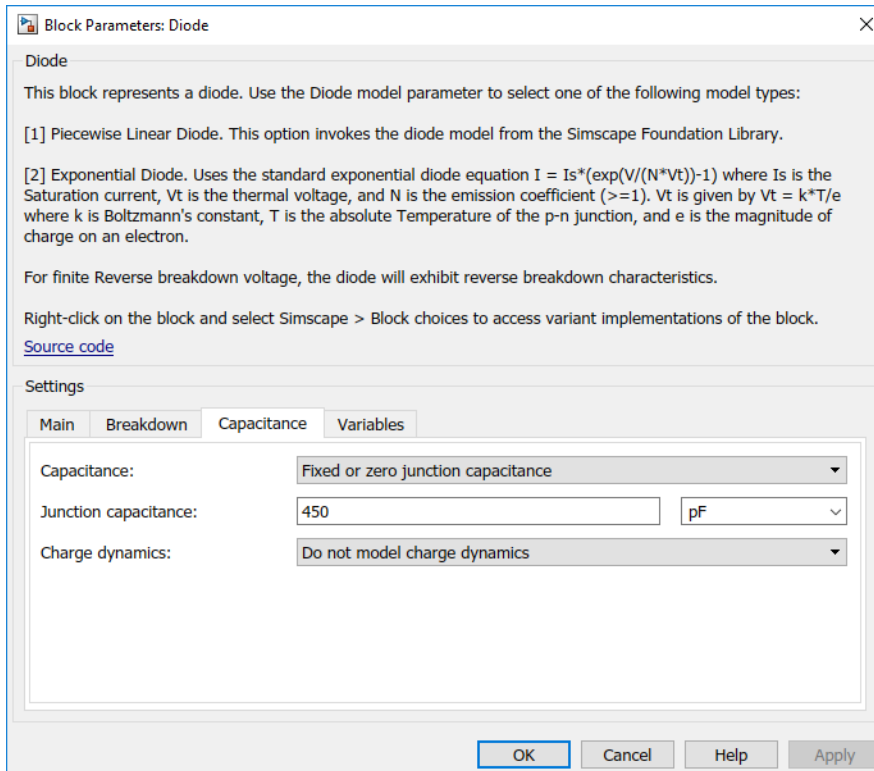 Block Parameters: Diode
Diode
This block represents a diode. Use the Diode model parameter to select one of the following model types:
[1] Piecewise Linear Diode. This option invokes the diode model from the Simscape Foundation Library.
[2] Exponential Diode. Uses the standard exponential diode equation I = Is*(exp(V/(N*Vt))-1) where Is is the
Saturation current, Vt is the thermal voltage, and N is the emission coefficient (>=1). Vt is given by Vt = k*T/e
where k is Boltzmann's constant, T is the absolute Temperature of the p-n junction, and e is the magnitude of
charge on an electron.
For finite Reverse breakdown voltage, the diode will exhibit reverse breakdown characteristics.
Right-click on the block and select Simscape > Block choices to access variant implementations of the block.
Source code
Settings
Main Breakdown Capacitance Variables
Capacitance: Fixed or zero junction capacitance
Junction capacitance: 450 pF
Charge dynamics: Do not model charge dynamics
OK Cancel Help Apply